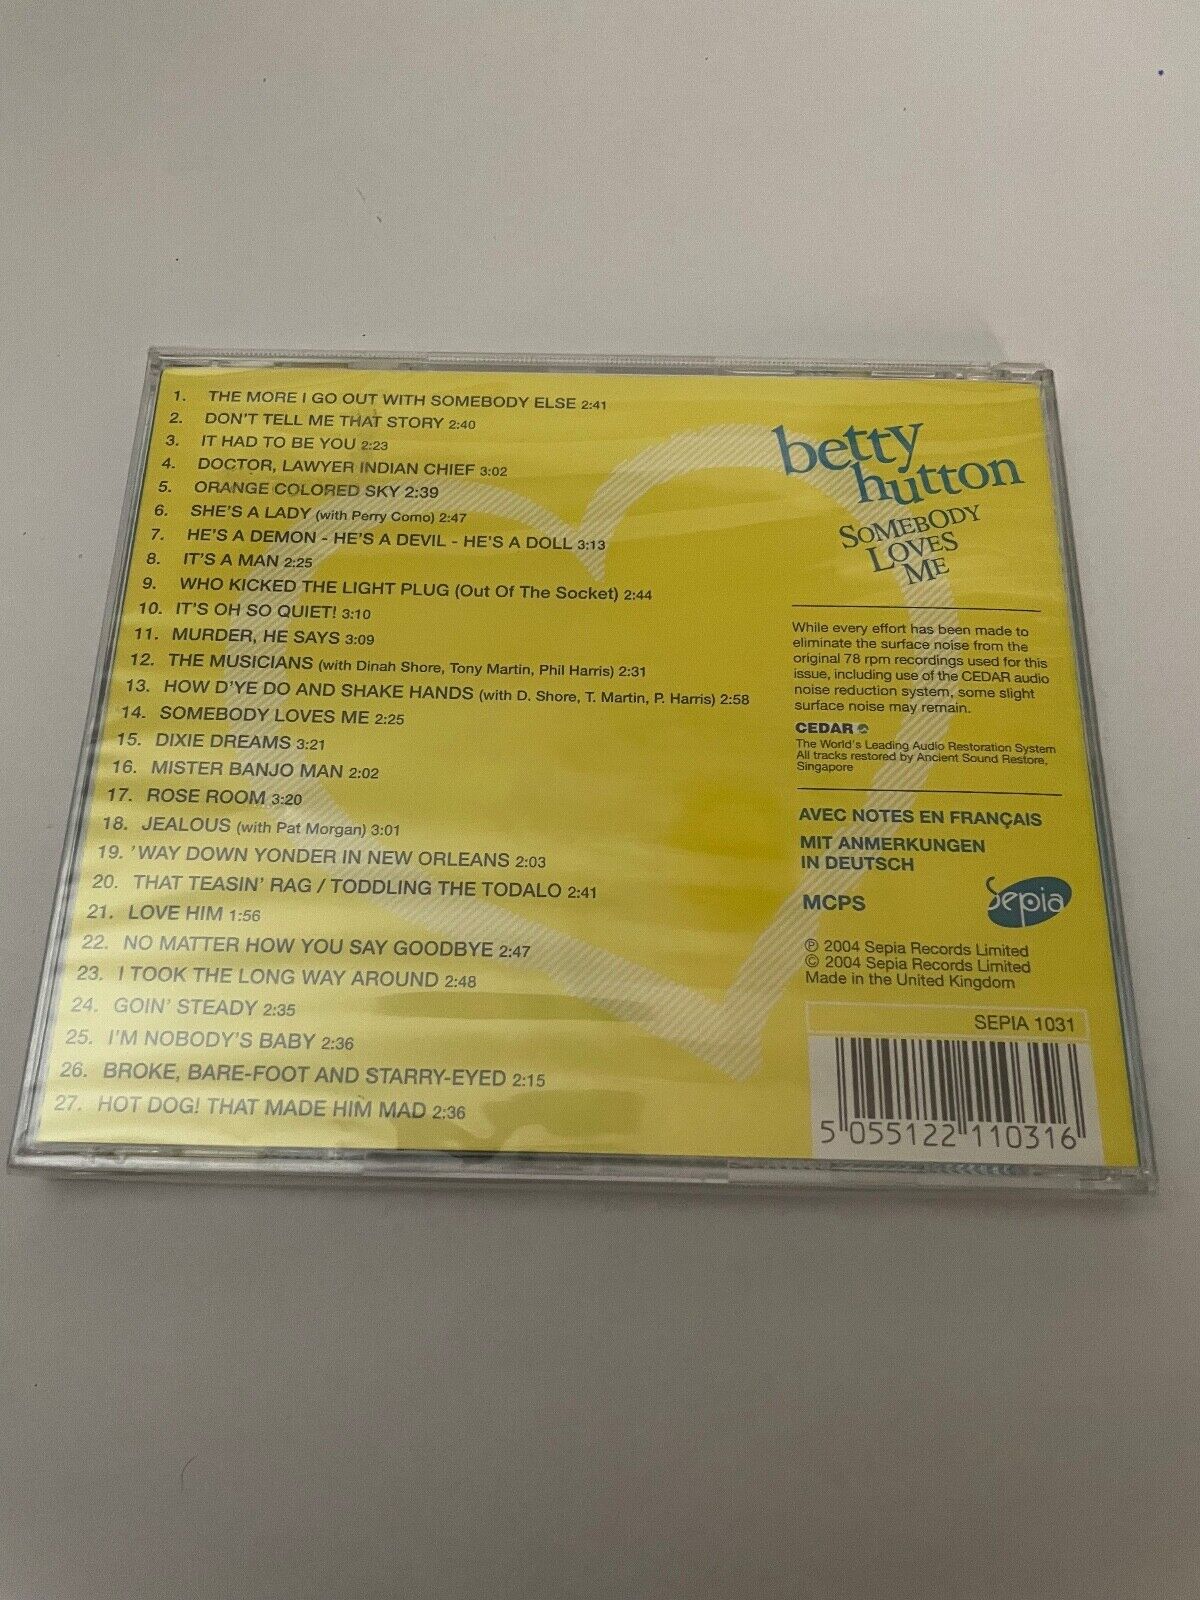 1. THE MORE I GO OUT WITH SOMEBODY ELSE 2:41
2. DON'T TELL ME THAT STORY 2:40
3. IT HAD TO BE YOU 2:23
4. DOCTOR, LAWYER INDIAN CHIEF 3:02
5. ORANGE COLORED SKY 2:39
6. SHE'S A LADY (with Perry Como) 2:47
7. HE'S A DEMON - HE'S A DEVIL - HE'S A DOLL 3:13
8. IT'S A MAN 2:25
9. WHO KICKED THE LIGHT PLUG (Out Of The Socket) 2:44
10. IT'S OH SO QUIET! 3:10
11. MURDER, HE SAYS 3:09
12. THE MUSICIANS (with Dinah Shore, Tony Martin, Phil Harris) 2:31
13. HOW D'YE DO AND SHAKE HANDS (with D. Shore, T. Martin, P. Harris) 2:58
14. SOMEBODY LOVES ME 2:25
15. DIXIE DREAMS 3:21
16. MISTER BANJO MAN 2:02
17. ROSE ROOM 3:20
18. JEALOUS (with Pat Morgan) 3:01
19. 'WAY DOWN YONDER IN NEW ORLEANS 2:03
20. THAT TEASIN' RAG / TODDLING THE TODALO 2:41
21. LOVE HIM 1:56
22. NO MATTER HOW YOU SAY GOODBYE 2:47
23. I TOOK THE LONG WAY AROUND 2:48
24. GOIN' STEADY 2:35
25. I'M NOBODY'S BABY 2:36
26. BROKE, BARE-FOOT AND STARRY-EYED 2:15
27. HOT DOG! THAT MADE HIM MAD 2:36
betty
hutton
SOMEBODY
LOVES
ME
While every effort has been made to
eliminate the surface noise from the
original 78 rpm recordings used for this
issue, including use of the CEDAR audio
noise reduction system, some slight
surface noise may remain.
CEDAR
The World's Leading Audio Restoration System
All tracks restored by Ancient Sound Restore,
Singapore
AVEC NOTES EN FRANÇAIS
MIT ANMERKUNGEN
IN DEUTSCH
MCPS
Sepia
℗ 2004 Sepia Records Limited
© 2004 Sepia Records Limited
Made in the United Kingdom
SEPIA 1031
5 055122 110316